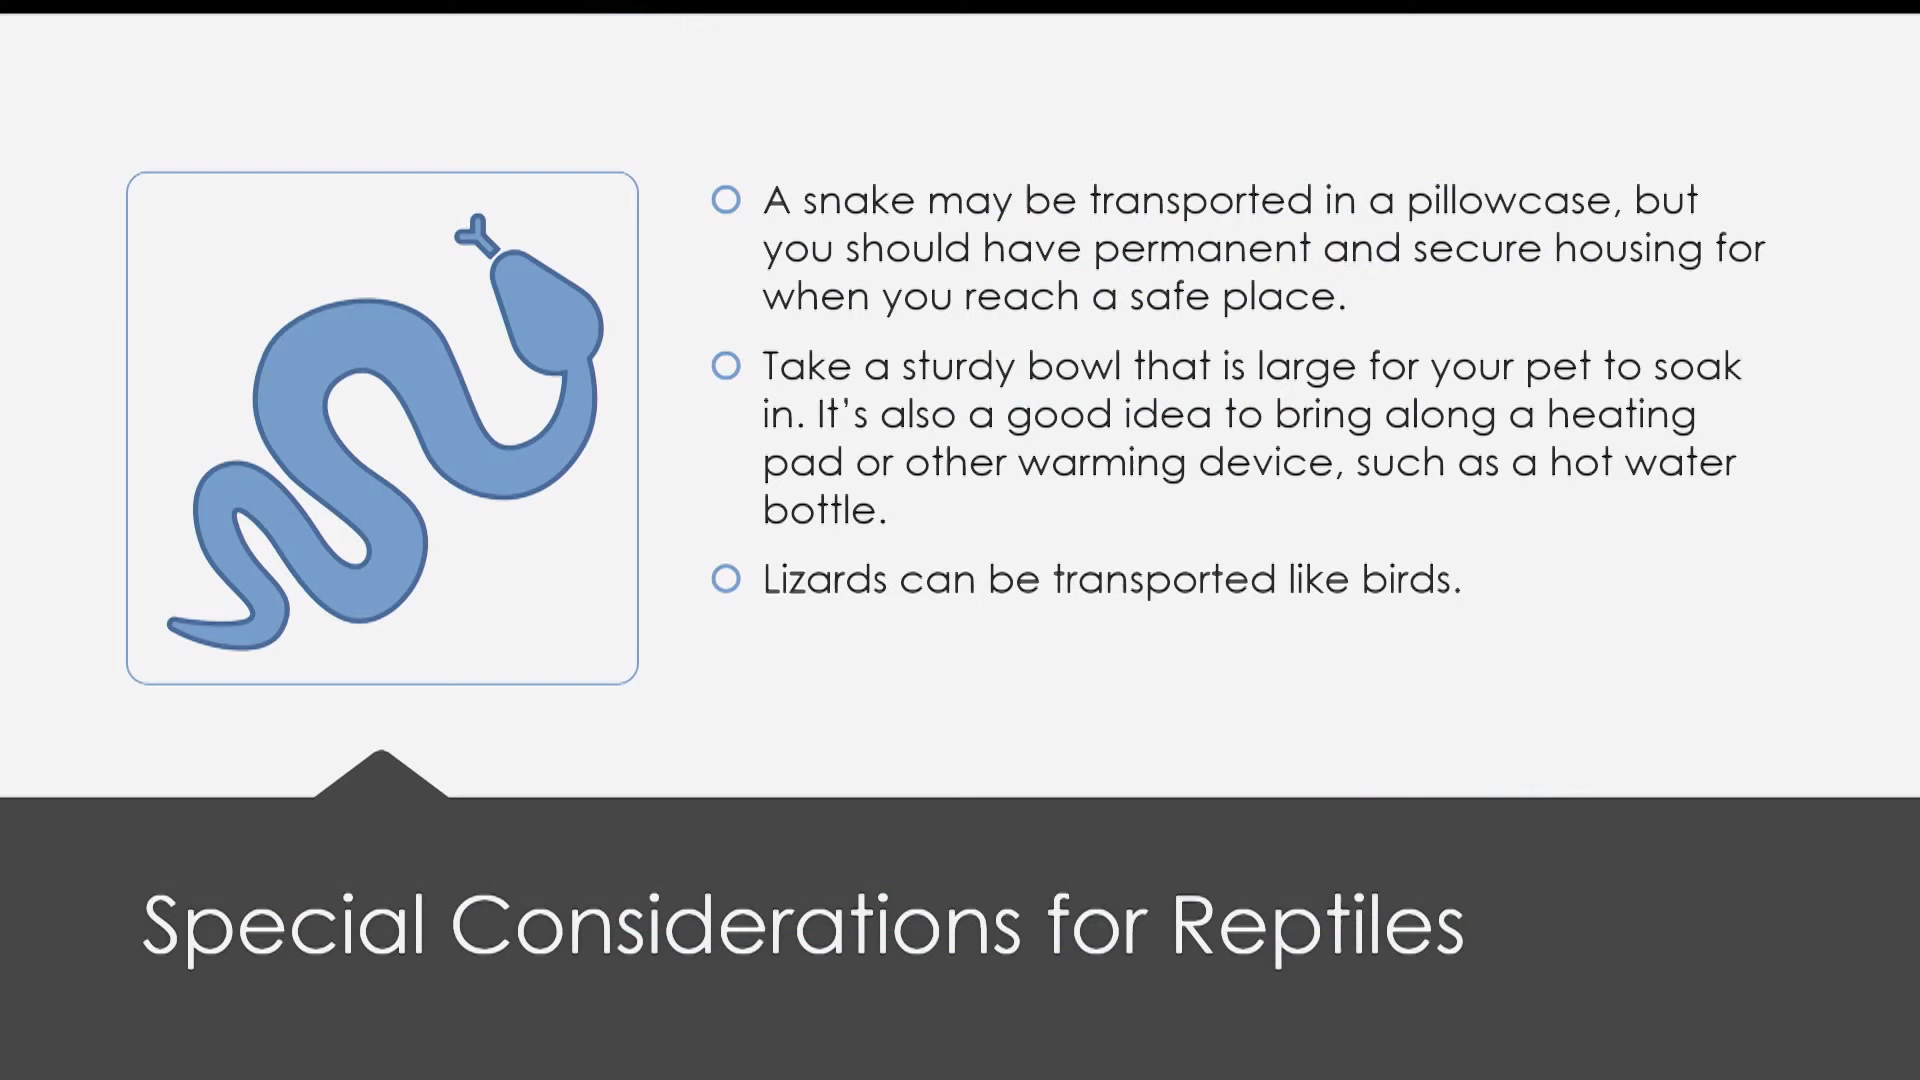 A snake may be transported in a pillowcase, but
you should have permanent and secure housing for
when you reach a safe place.
Take a sturdy bowl that is large for your pet to soak
in. It’s also a good idea to bring along a heating
pad or other warming device, such as a hot water
bottle.
Lizards can be transported like birds.
Special Considerations for Reptiles